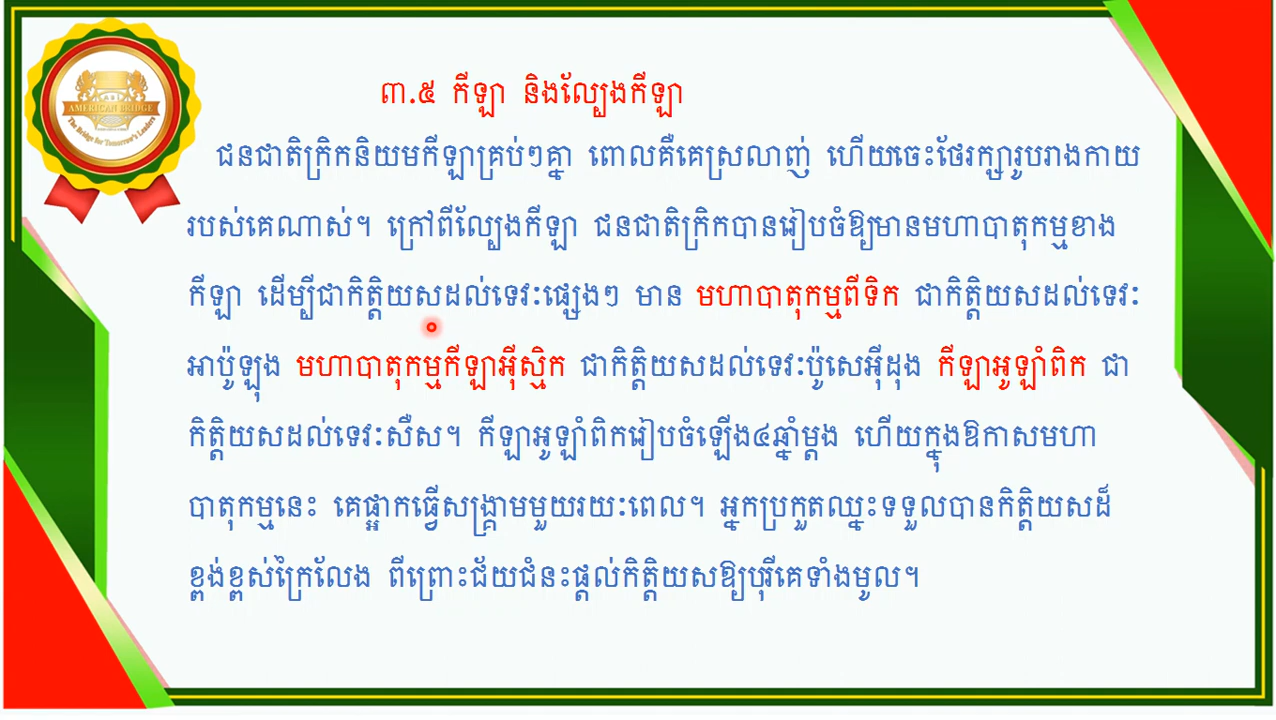 AMERICAN BRIDGE
The Bridge for Tomorrow's Leaders
៣.៥ កីឡា និងល្បែងកីឡា
ជនជាតិក្រិកនិយមកីឡាគ្រប់ៗគ្នា ពោលគឺគេស្រលាញ់ ហើយចេះថែរក្សារូបរាងកាយ
របស់គេណាស់។ ក្រៅពីល្បែងកីឡា ជនជាតិក្រិកបានរៀបចំឱ្យមានមហាបាតុកម្មខាង
កីឡា ដើម្បីជាកិត្តិយសដល់ទេវៈផ្សេងៗ មាន មហាបាតុកម្មពីទិក ជាកិត្តិយសដល់ទេវៈ
អាប៉ូឡុង មហាបាតុកម្មកីឡាអ៊ីស្មិក ជាកិត្តិយសដល់ទេវៈប៉ូសេអ៊ីដុង កីឡាអូឡាំពិក ជា
កិត្តិយសដល់ទេវៈសឺស។ កីឡាអូឡាំពិករៀបចំឡើង៤ឆ្នាំម្ដង ហើយក្នុងឱកាសមហា
បាតុកម្មនេះ គេផ្អាកធ្វើសង្គ្រាមមួយរយៈពេល។ អ្នកប្រកួតឈ្នះទទួលបានកិត្តិយសដ៏
ខ្ពង់ខ្ពស់ក្រៃលែង ពីព្រោះជ័យជំនះផ្ដល់កិត្តិយសឱ្យបុរីគេទាំងមូល។